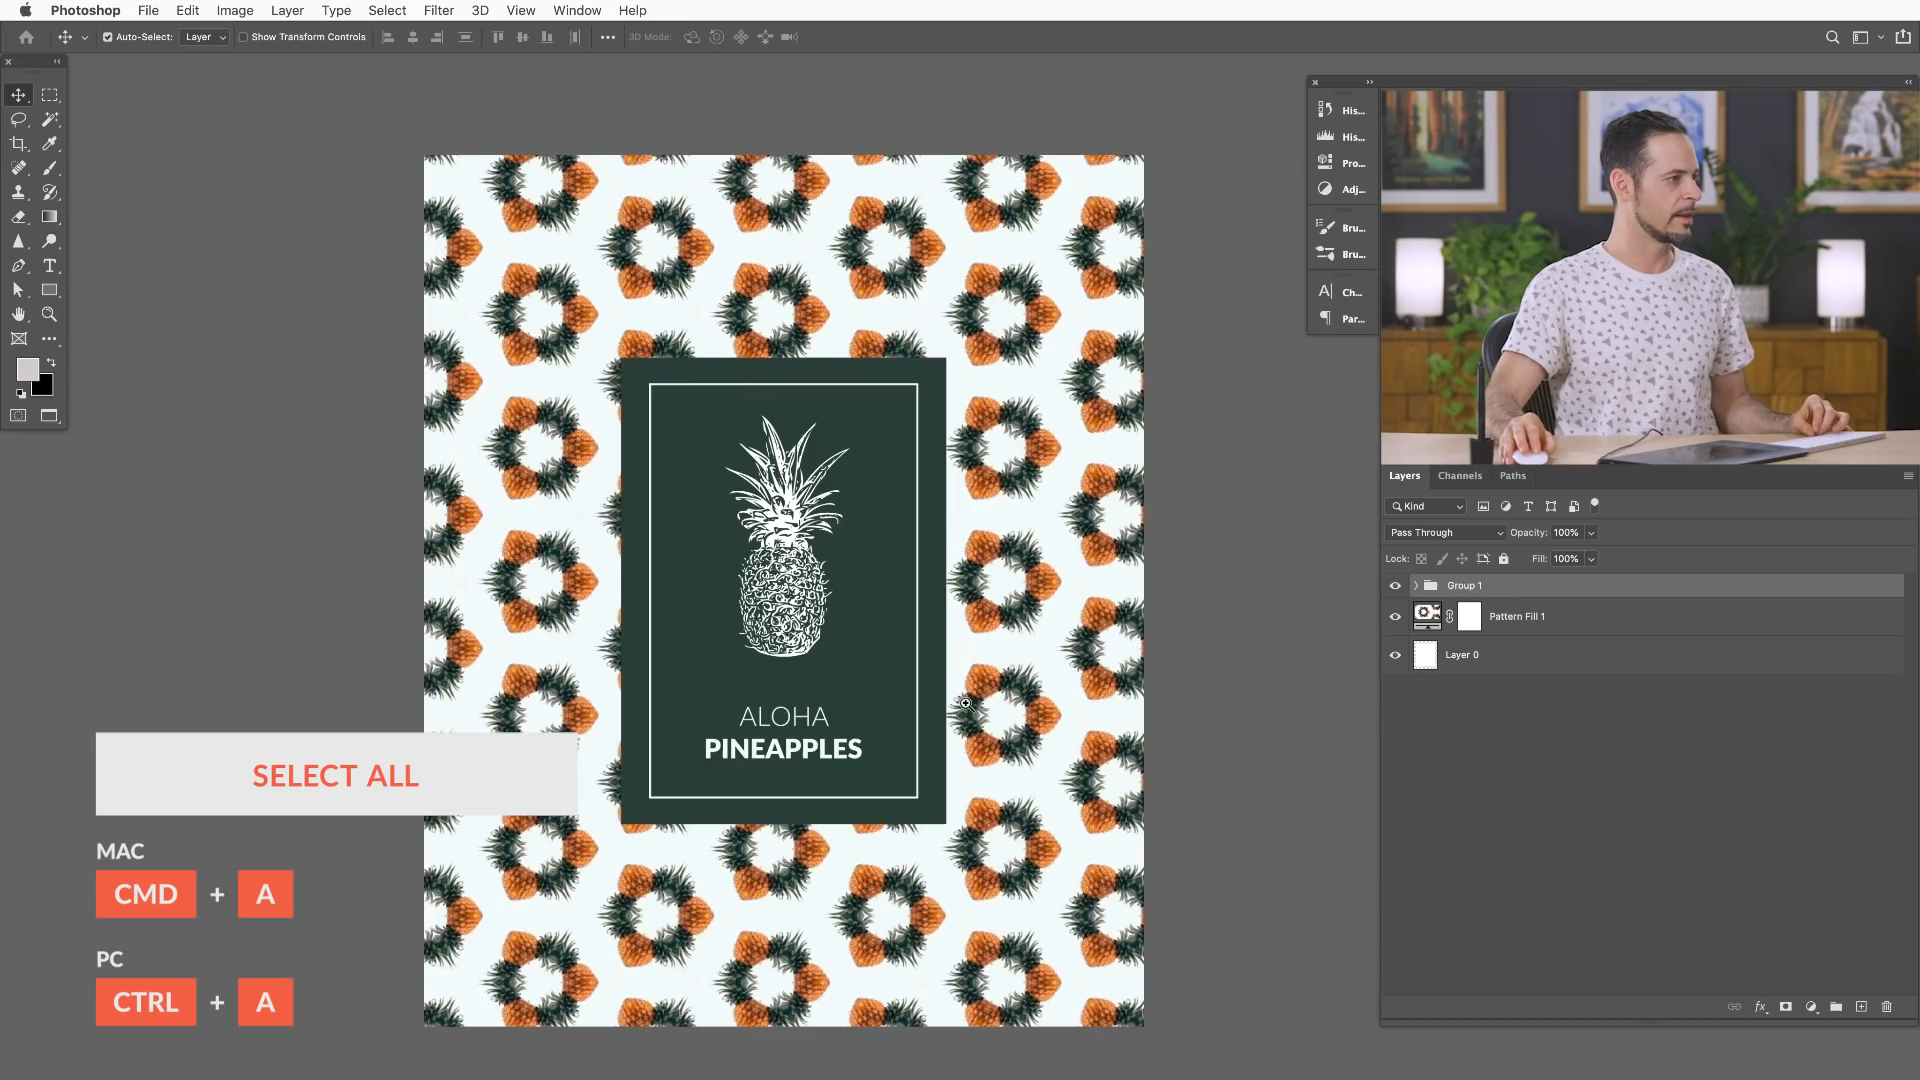 Photoshop File Edit Image Layer Type Select Filter 3D View Window Help
Auto-Select: Layer Show Transform Controls 3D Mode:
His...
His...
Pro...
Adj...
Bru...
Bru...
A| Ch...
Par...
ALOHA
PINEAPPLES
SELECT ALL
MAC
CMD + A
PC
CTRL + A
Layers Channels Paths
Kind
Pass Through Opacity: 100%
Lock: Fill: 100%
Group 1
Pattern Fill 1
Layer 0
fx